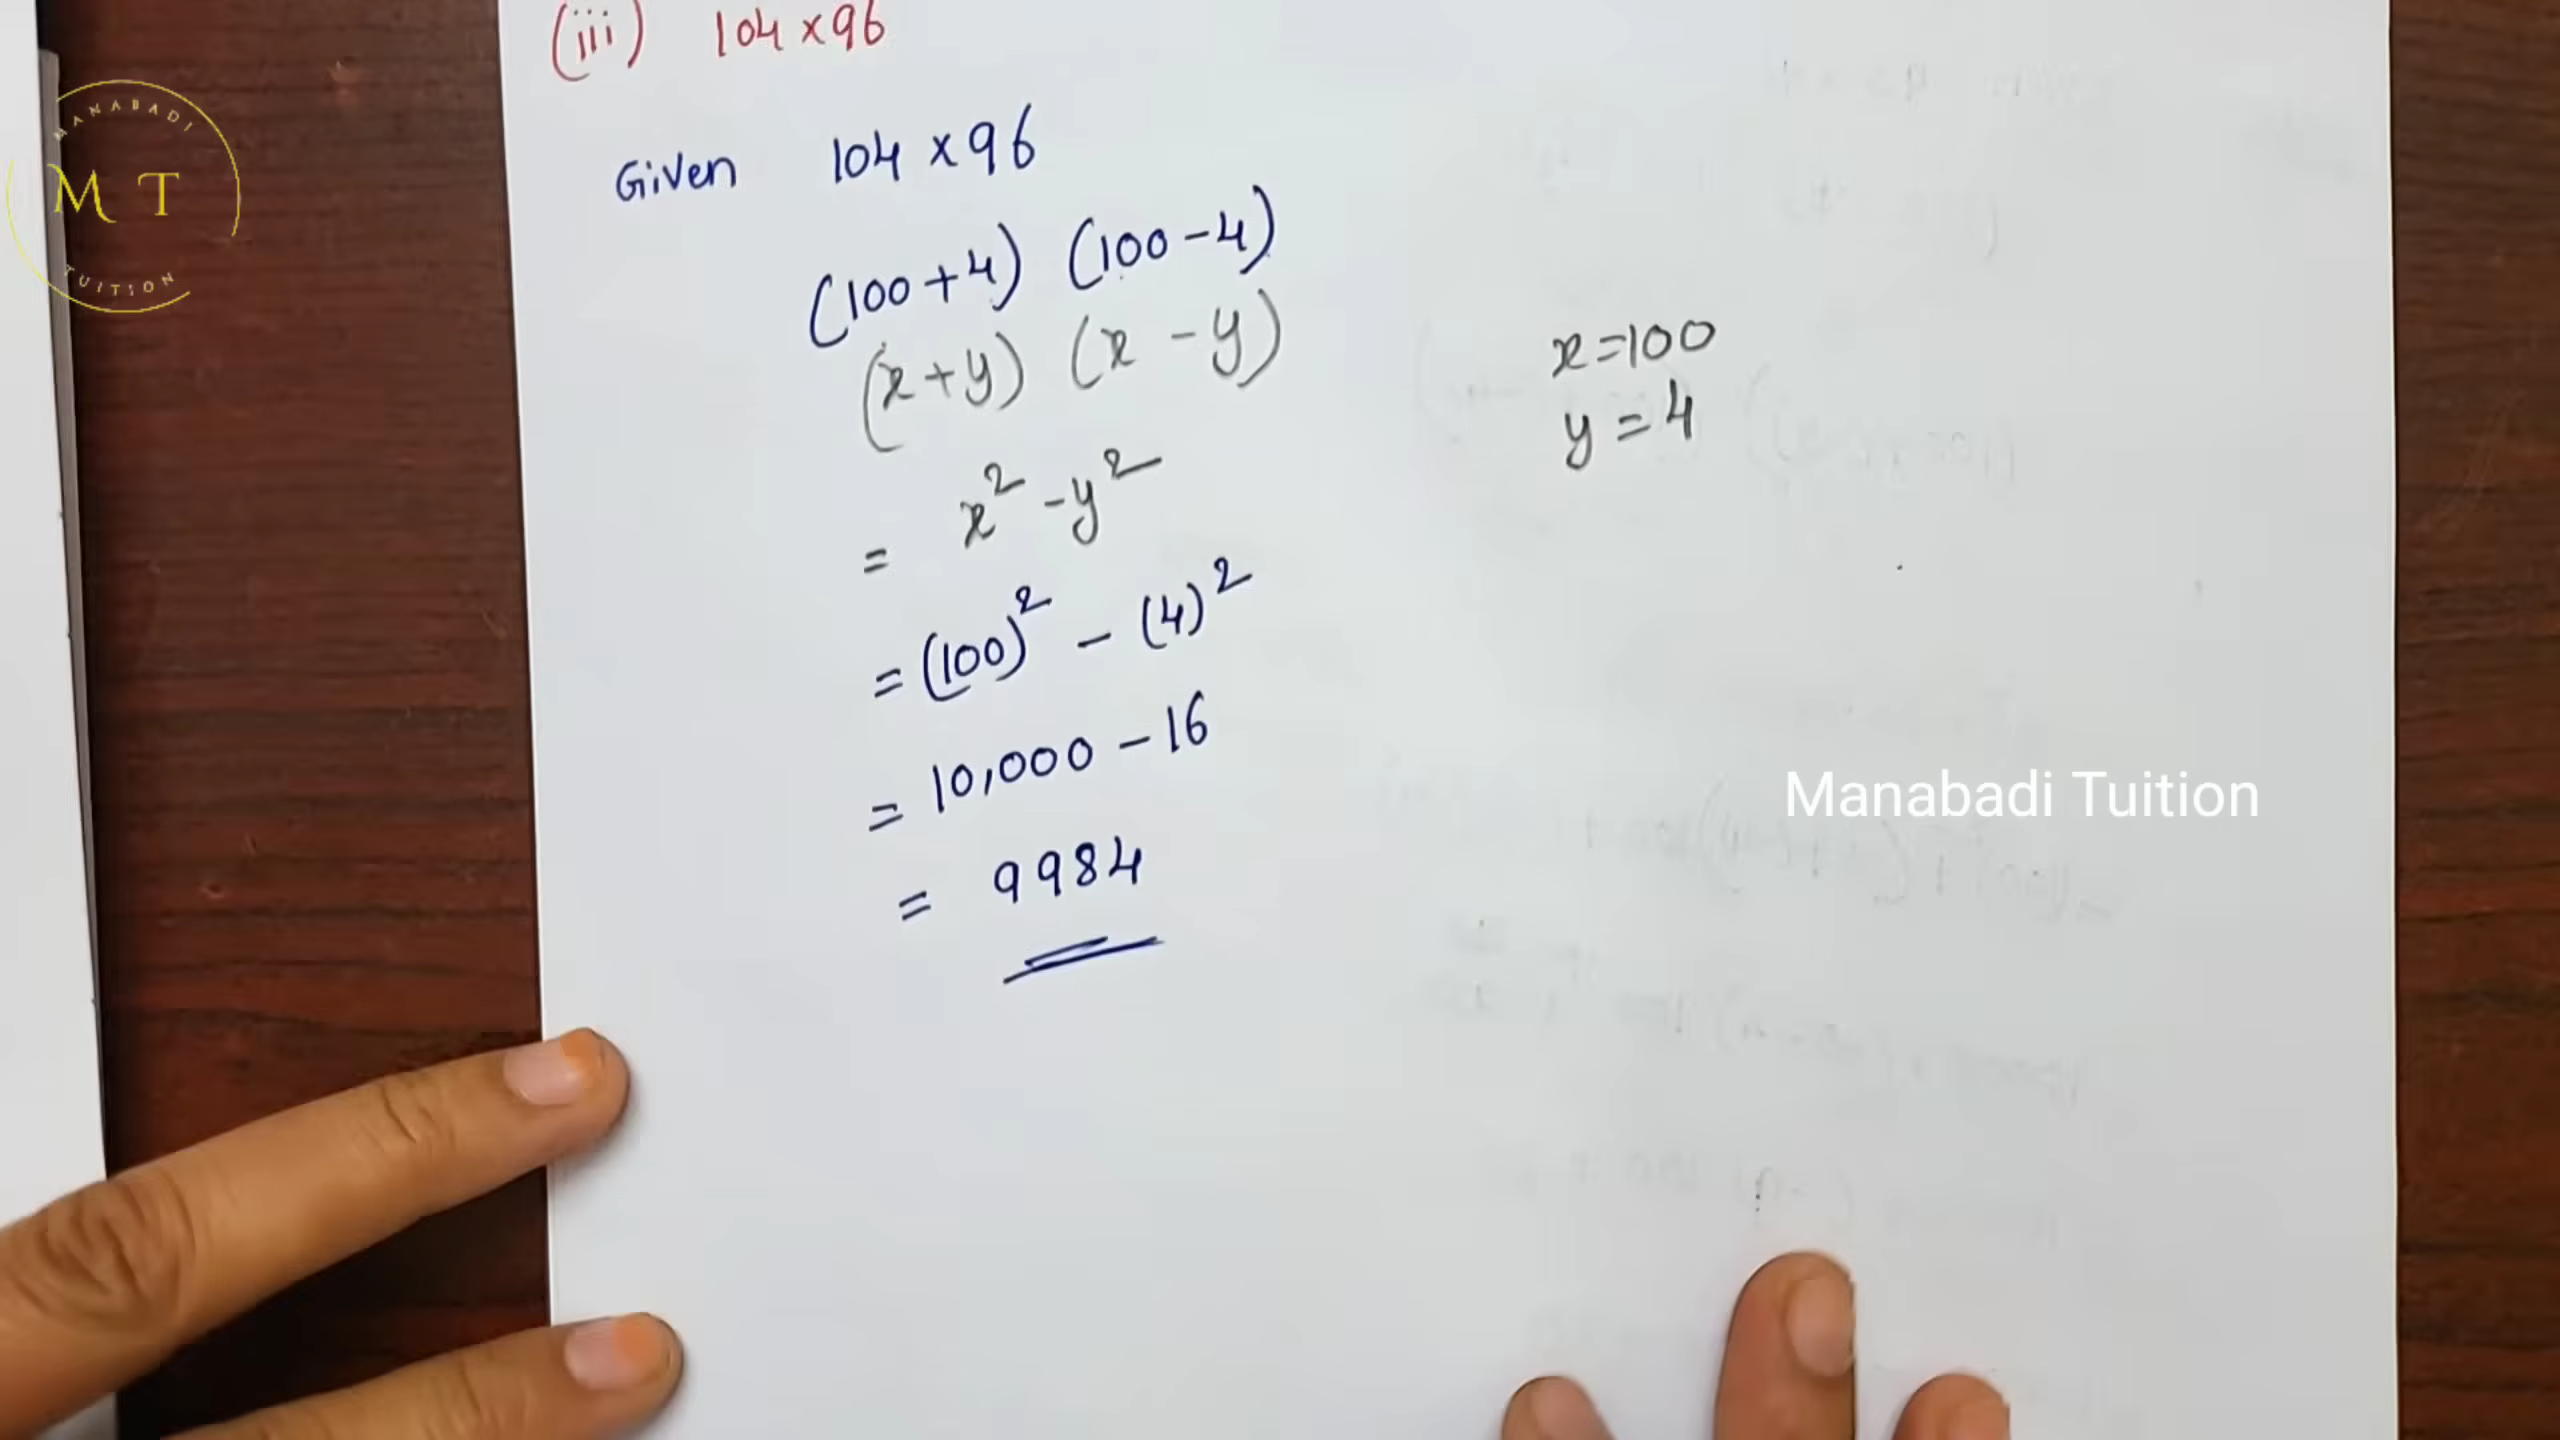 (iii) 104 × 96
MANABADI
M T
TUITION
Given 104 × 96
(100 + 4) (100 - 4)
(x + y) (x - y)
x = 100
y = 4
= x² - y²
= (100)² - (4)²
= 10,000 - 16
= 9984
Manabadi Tuition